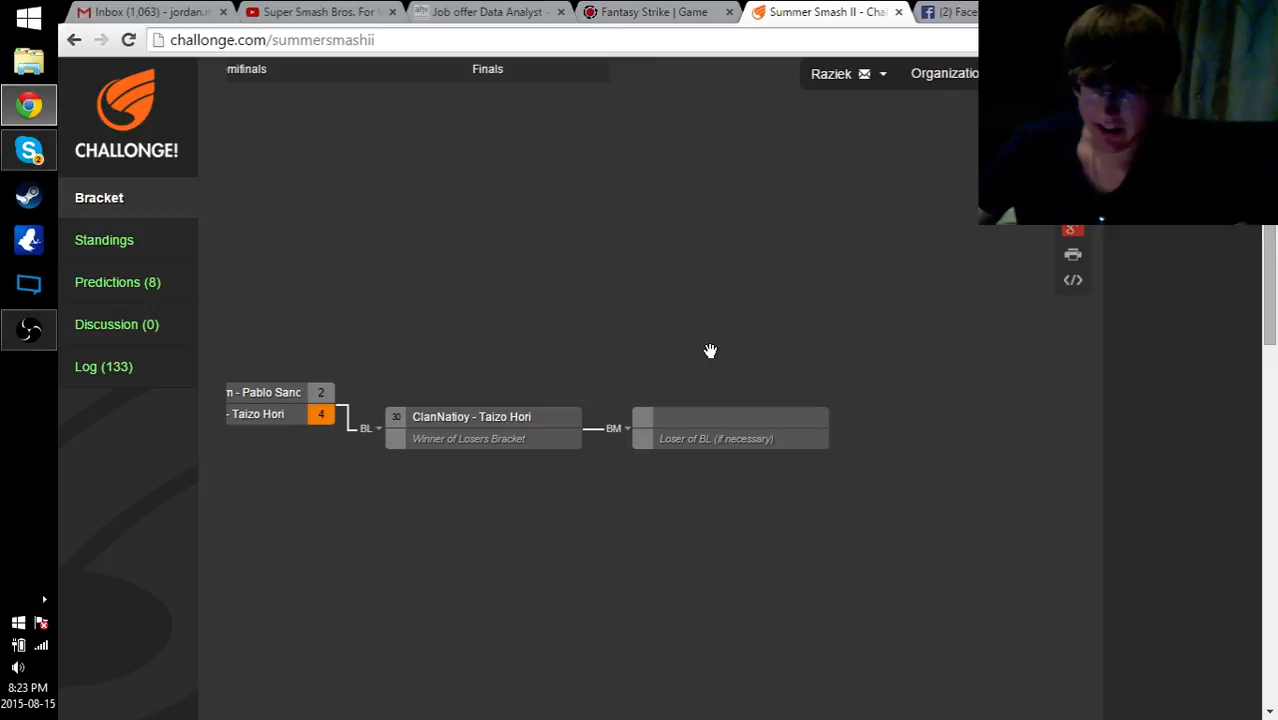 Inbox (1,063) - jordan.m
Super Smash Bros. For
Job offer Data Analyst -
Fantasy Strike | Game
Summer Smash II - Chal
(2) Face
challonge.com/summersmashii
mifinals
Finals
Raziek
Organizatio
CHALLONGE!
Bracket
Standings
Predictions (8)
Discussion (0)
Log (133)
m - Pablo Sanc 2
- Taizo Hori 4
BL
30 ClanNatioy - Taizo Hori
Winner of Losers Bracket
BM
Loser of BL (if necessary)
8:23 PM
2015-08-15